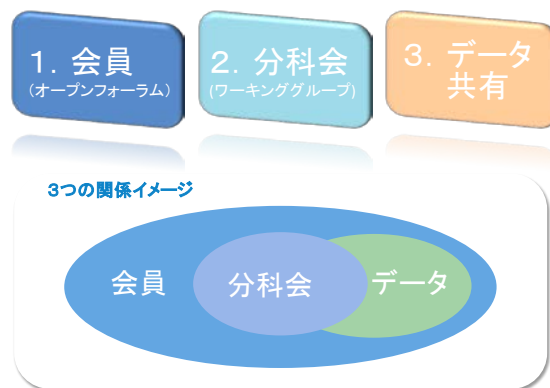 1．会員
（オープンフォーラム）
2．分科会
(ワーキンググループ)
3．データ
共有
3つの関係イメージ
会員
分科会
データ